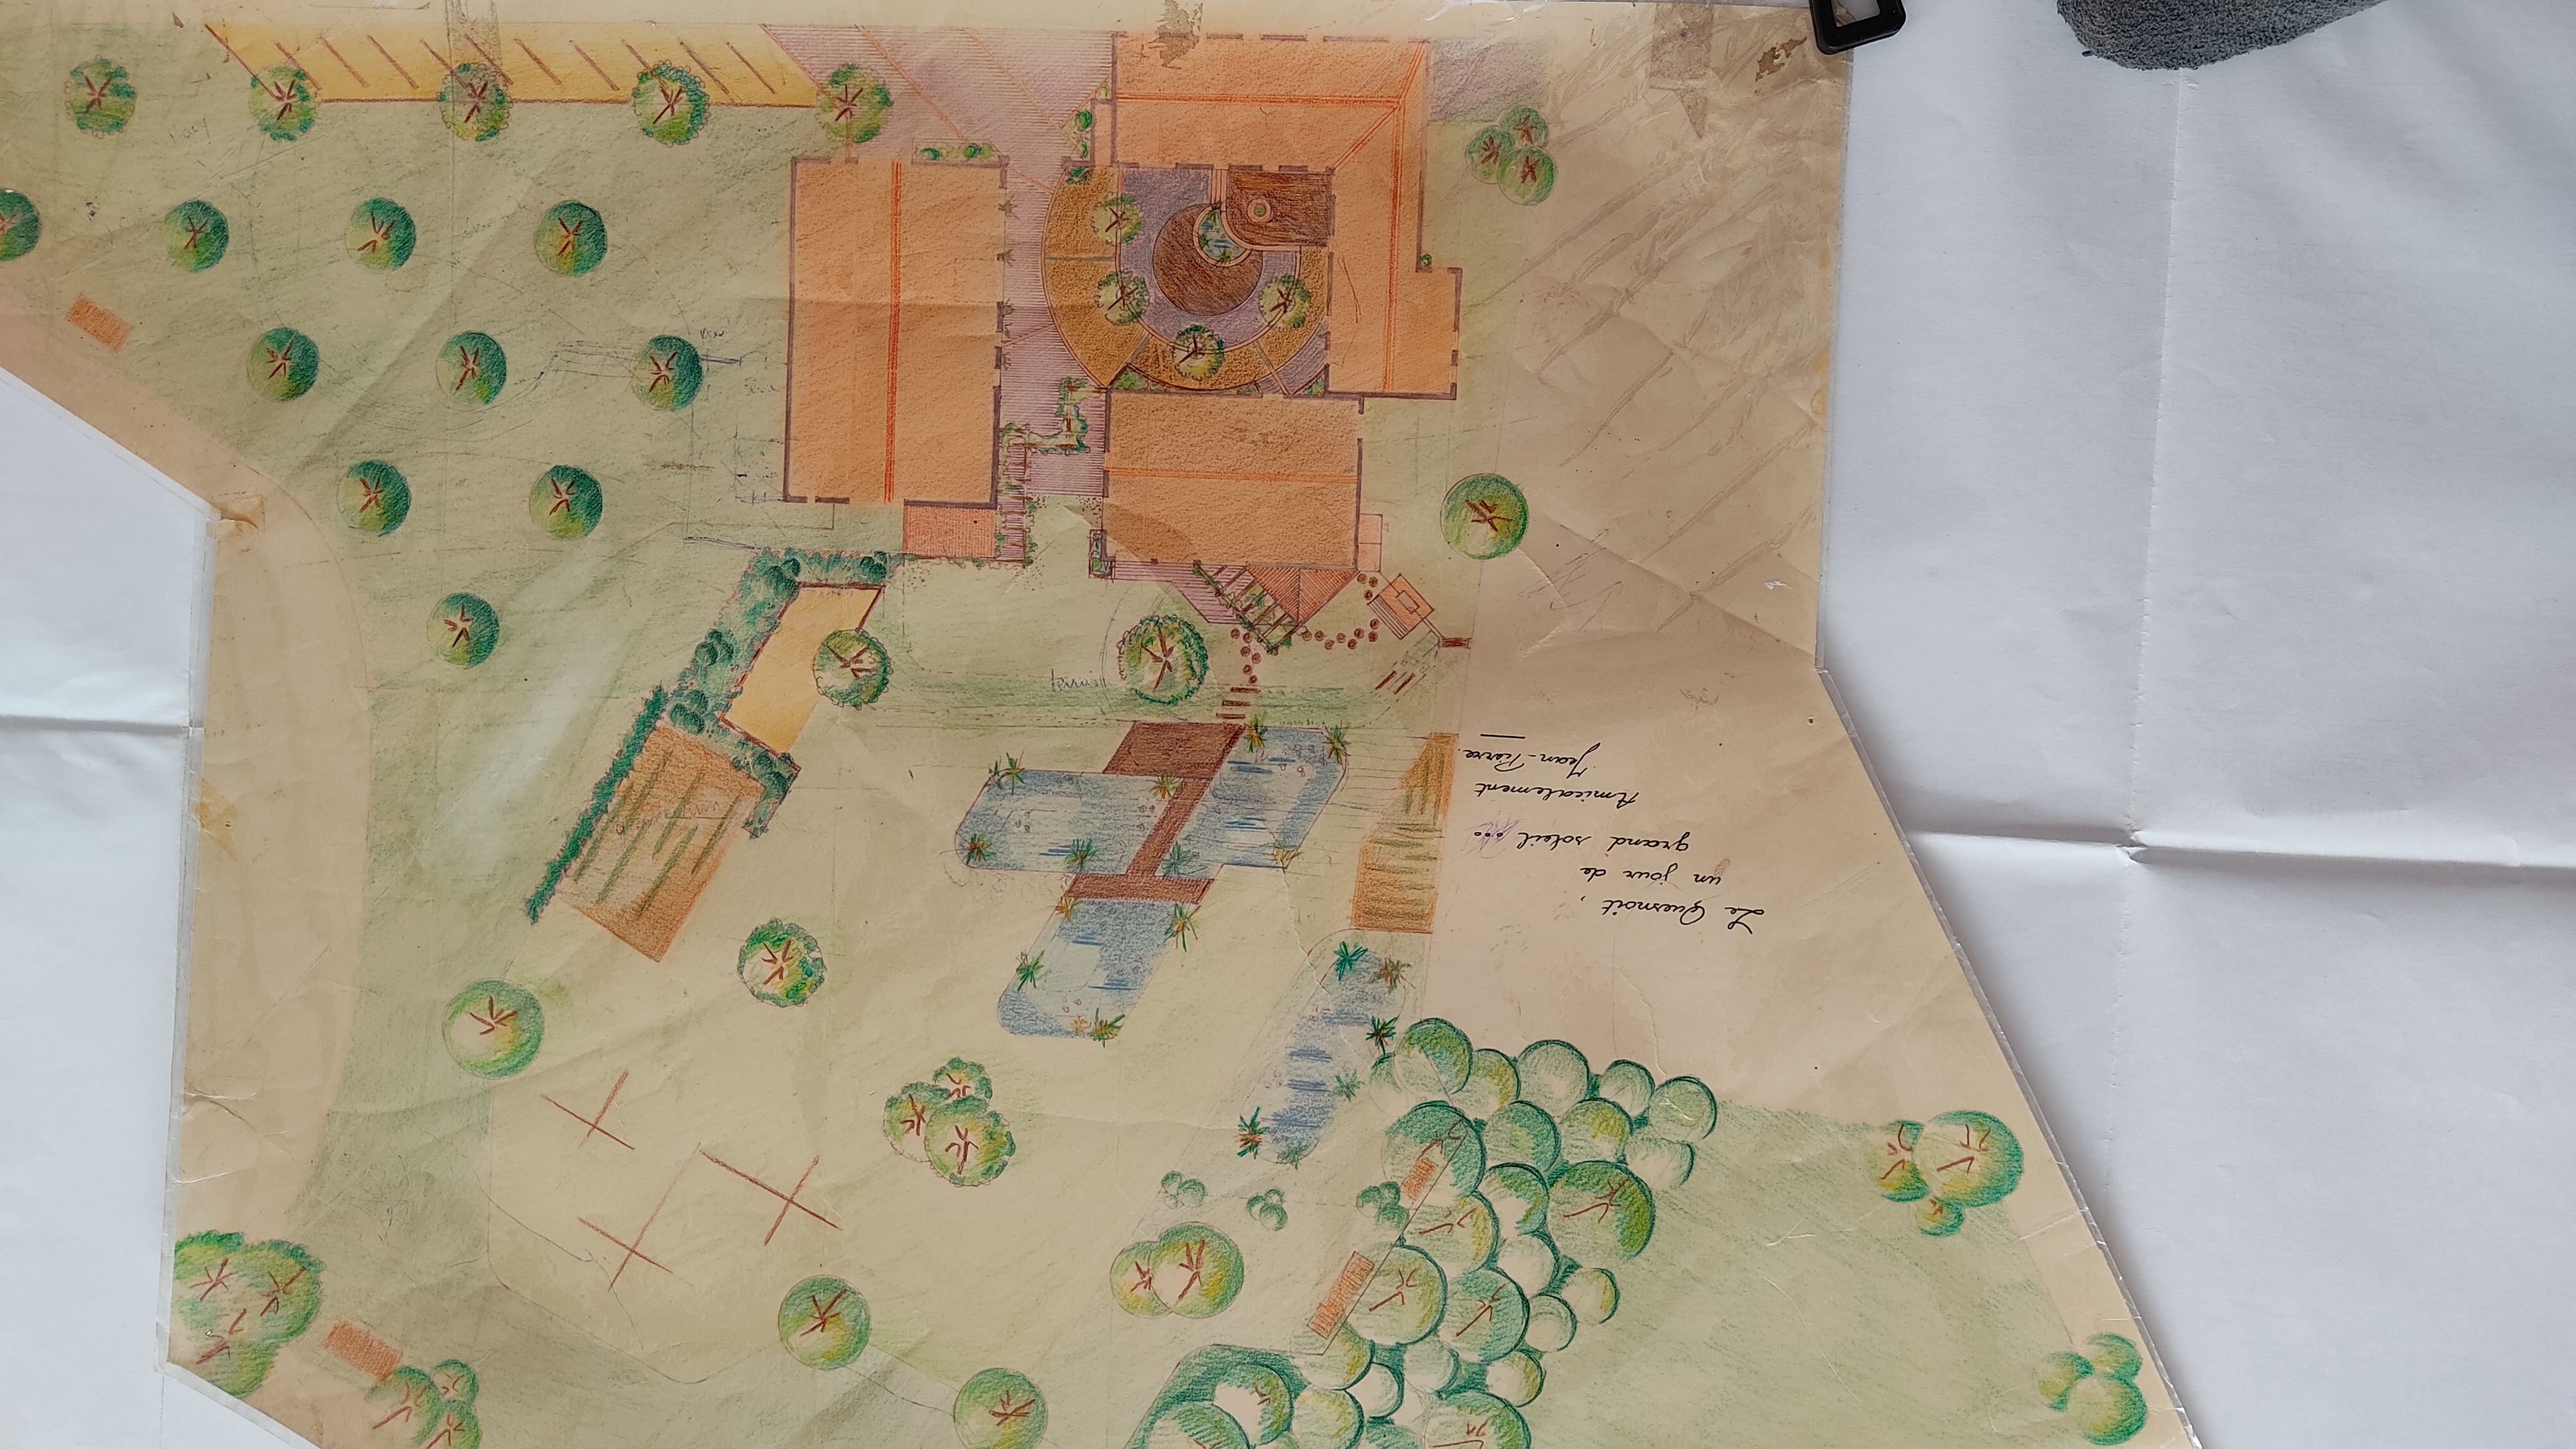 Le Quesnoit,
un jour de
grand soleil ...
Amicalement
Jean-Pierre.